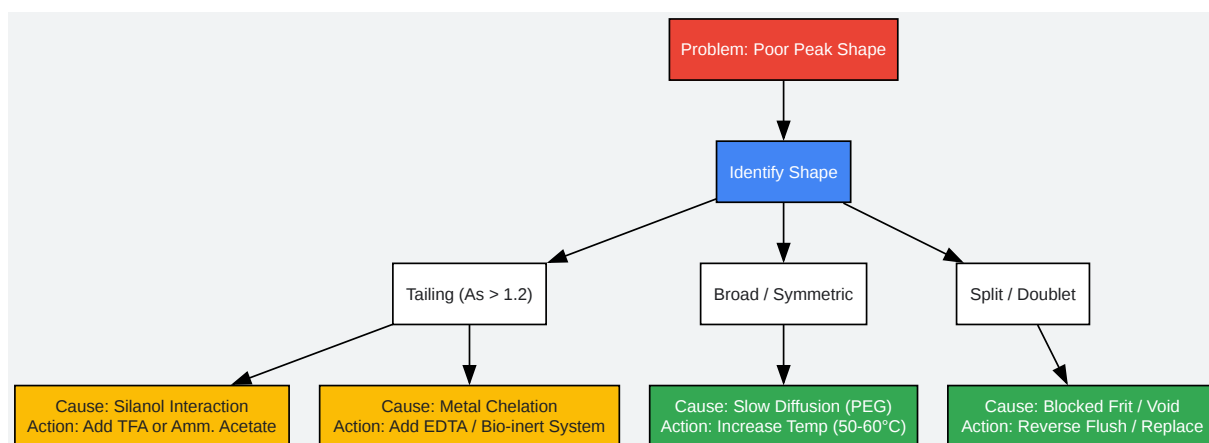 Problem: Poor Peak Shape
Identify Shape
Tailing (As > 1.2)
Broad / Symmetric
Split / Doublet
Cause: Silanol Interaction
Action: Add TFA or Amm. Acetate
Cause: Metal Chelation
Action: Add EDTA / Bio-inert System
Cause: Slow Diffusion (PEG)
Action: Increase Temp (50-60°C)
Cause: Blocked Frit / Void
Action: Reverse Flush / Replace